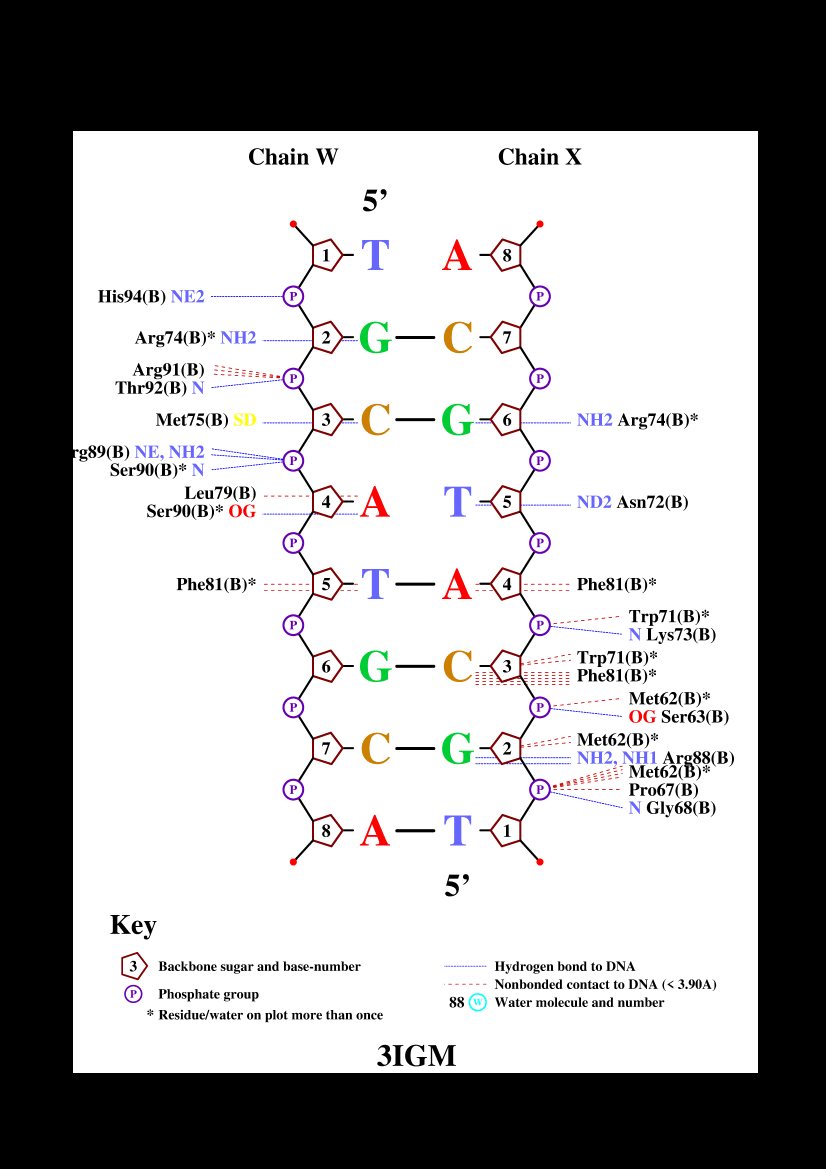 Chain W Chain X
5’
1 T A 8
P P
His94(B) NE2
Arg74(B)* NH2 2 G C 7
Arg91(B)
P P
Thr92(B) N
Met75(B) SD 3 C G 6 NH2 Arg74(B)*
rg89(B) NE, NH2
P P
Ser90(B)* N
Leu79(B)
4 A T 5 ND2 Asn72(B)
Ser90(B)* OG
P P
Phe81(B)* 5 T A 4 Phe81(B)*
Trp71(B)*
P P
N Lys73(B)
Trp71(B)*
6 G C 3
Phe81(B)*
Met62(B)*
P P
OG Ser63(B)
Met62(B)*
7 C G 2
NH2, NH1 Arg88(B)
Met62(B)*
P P
Pro67(B)
N Gly68(B)
8 A T 1
5’
Key
3 Backbone sugar and base-number
P Phosphate group
* Residue/water on plot more than once
Hydrogen bond to DNA
Nonbonded contact to DNA (< 3.90A)
88 W Water molecule and number
3IGM